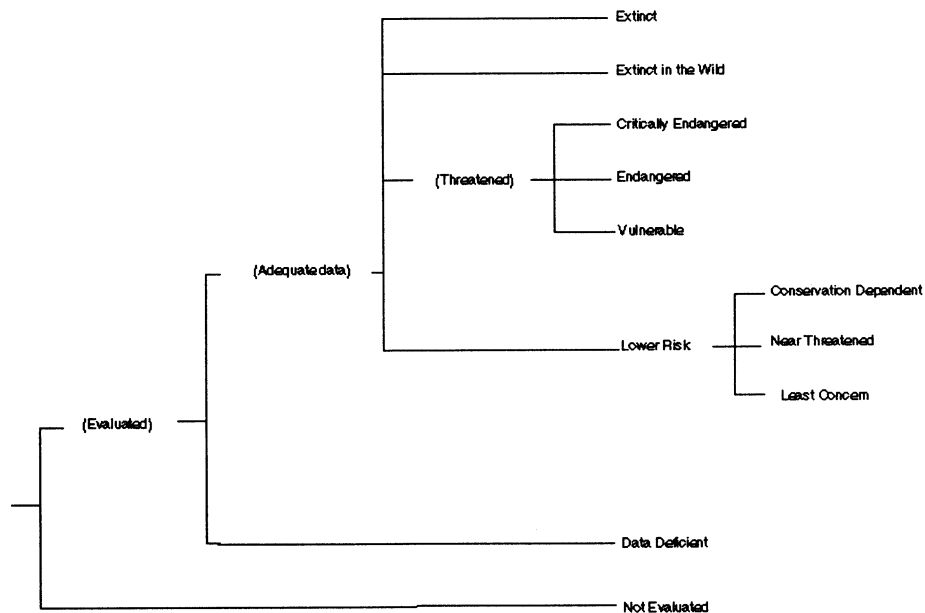 Extinct
Extinct in the Wild
Critically Endangered
(Threatened)
Endangered
Vulnerable
(Adequate data)
Conservation Dependent
Lower Risk
Near Threatened
Least Concern
(Evaluated)
Data Deficient
Not Evaluated